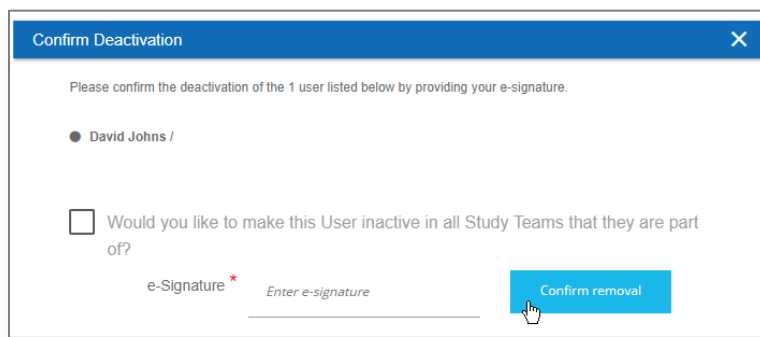 Confirm Deactivation
Please confirm the deactivation of the 1 user listed below by providing your e-signature.
David Johns /
Would you like to make this User inactive in all Study Teams that they are part
of?
e-Signature * Enter e-signature Confirm removal